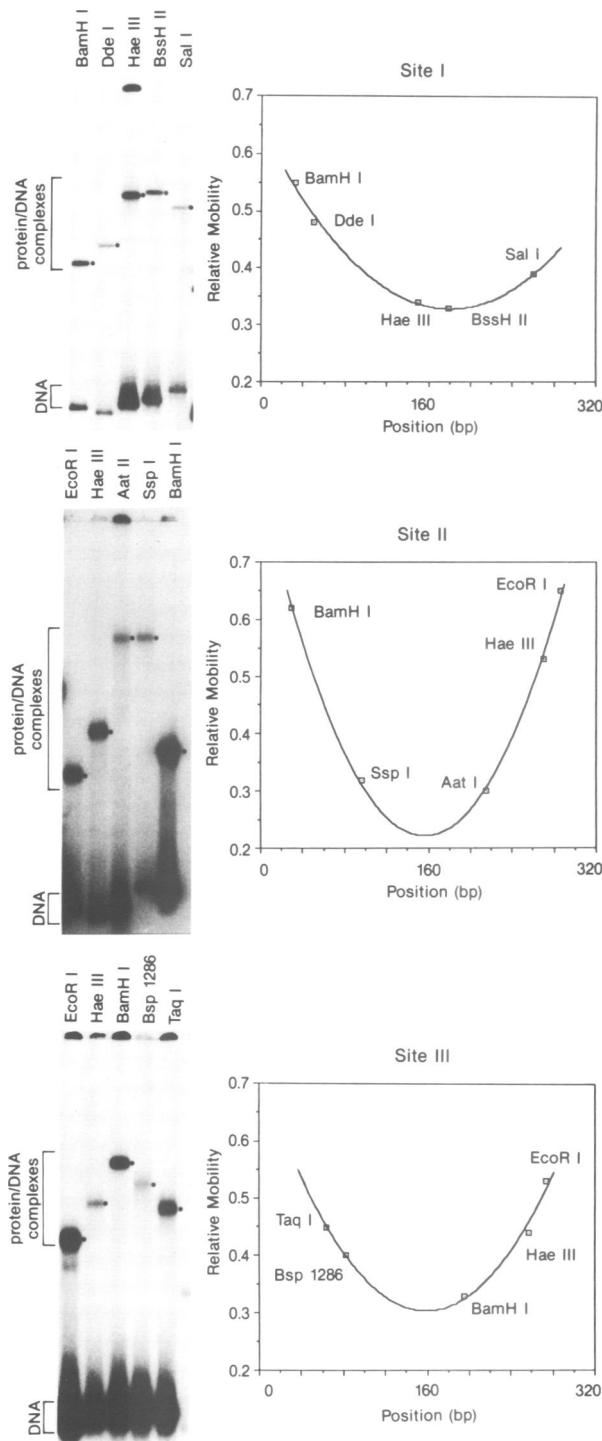 BamH I
Dde I
Hae III
BssH II
Sal I
protein/DNA
complexes
DNA
Site I
Relative Mobility
0.7
0.6
0.5
0.4
0.3
0.2
BamH I
Dde I
Hae III
BssH II
Sal I
0
160
320
Position (bp)
EcoR I
Hae III
Aat II
Ssp I
BamH I
protein/DNA
complexes
DNA
Site II
Relative Mobility
0.7
0.6
0.5
0.4
0.3
0.2
BamH I
EcoR I
Hae III
Ssp I
Aat I
0
160
320
Position (bp)
EcoR I
Hae III
BamH I
Bsp 1286
Taq I
protein/DNA
complexes
DNA
Site III
Relative Mobility
0.7
0.6
0.5
0.4
0.3
0.2
EcoR I
Taq I
Hae III
Bsp 1286
BamH I
0
160
320
Position (bp)